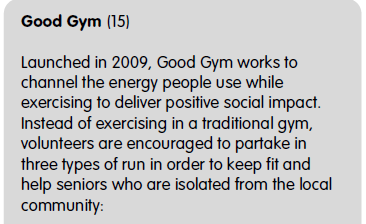 Good Gym (15)
Launched in 2009, Good Gym works to
channel the energy people use while
exercising to deliver positive social impact.
Instead of exercising in a traditional gym,
volunteers are encouraged to partake in
three types of run in order to keep fit and
help seniors who are isolated from the local
community: